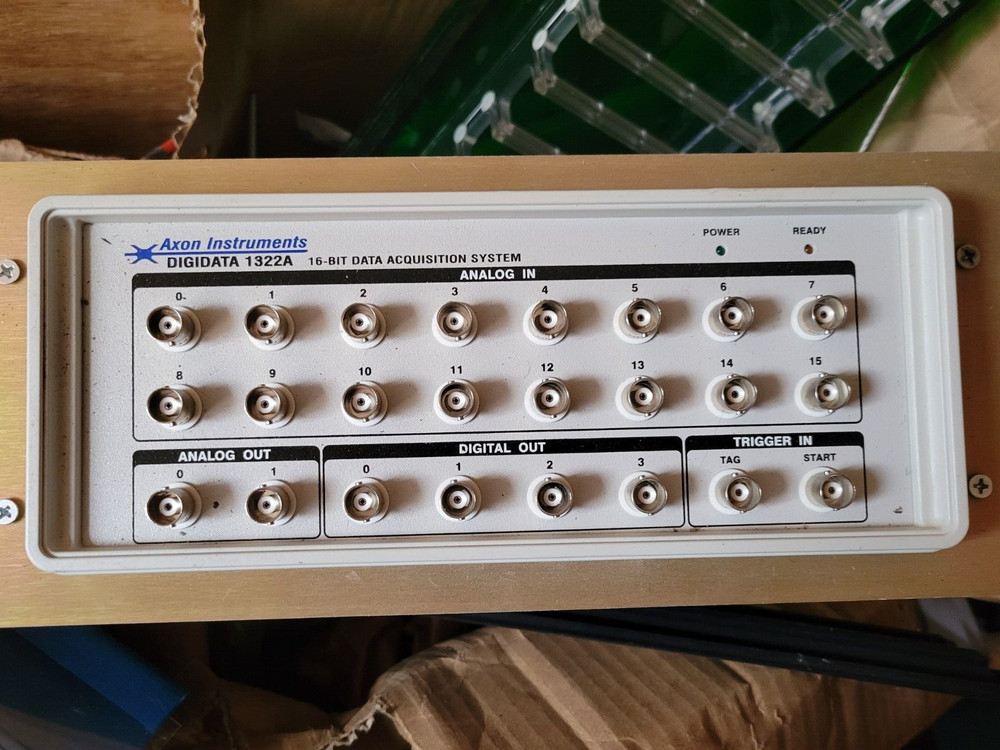 Axon Instruments
DIGIDATA 1322A 16-BIT DATA ACQUISITION SYSTEM
POWER READY
ANALOG IN
0 1 2 3 4 5 6 7
8 9 10 11 12 13 14 15
ANALOG OUT DIGITAL OUT TRIGGER IN
0 1 0 1 2 3 TAG START